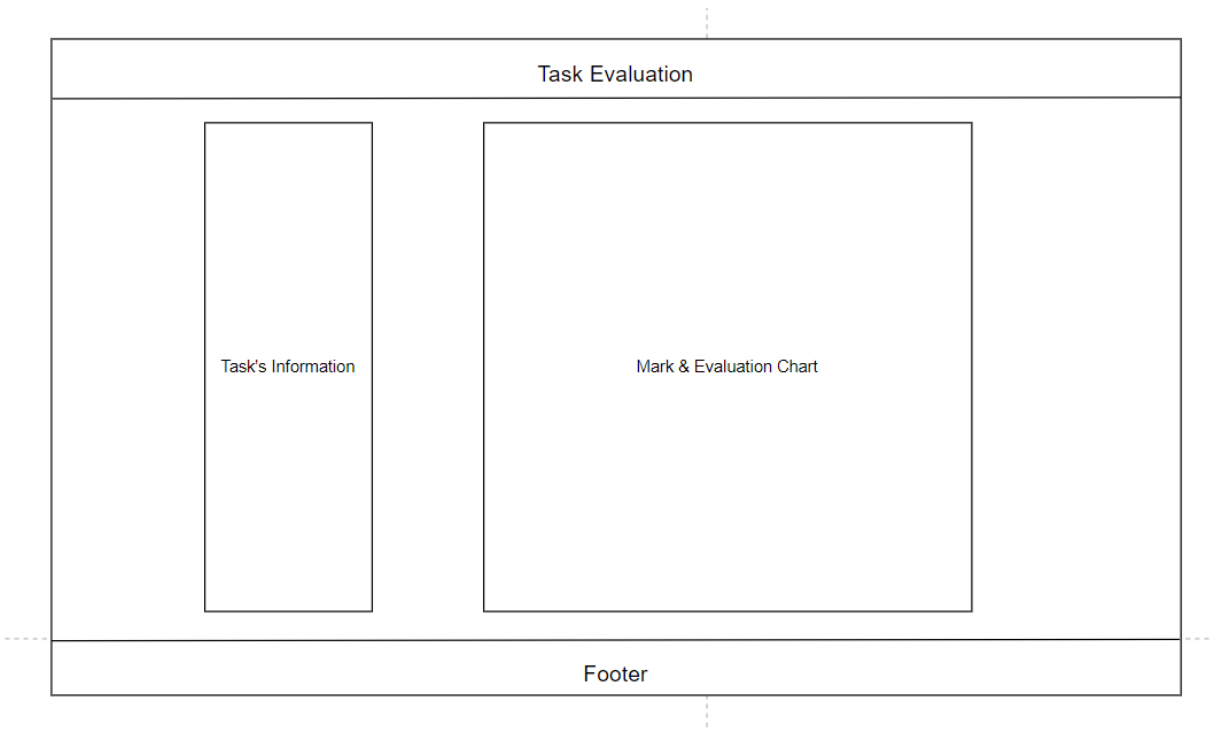 Task Evaluation
Task's Information
Mark & Evaluation Chart
Footer